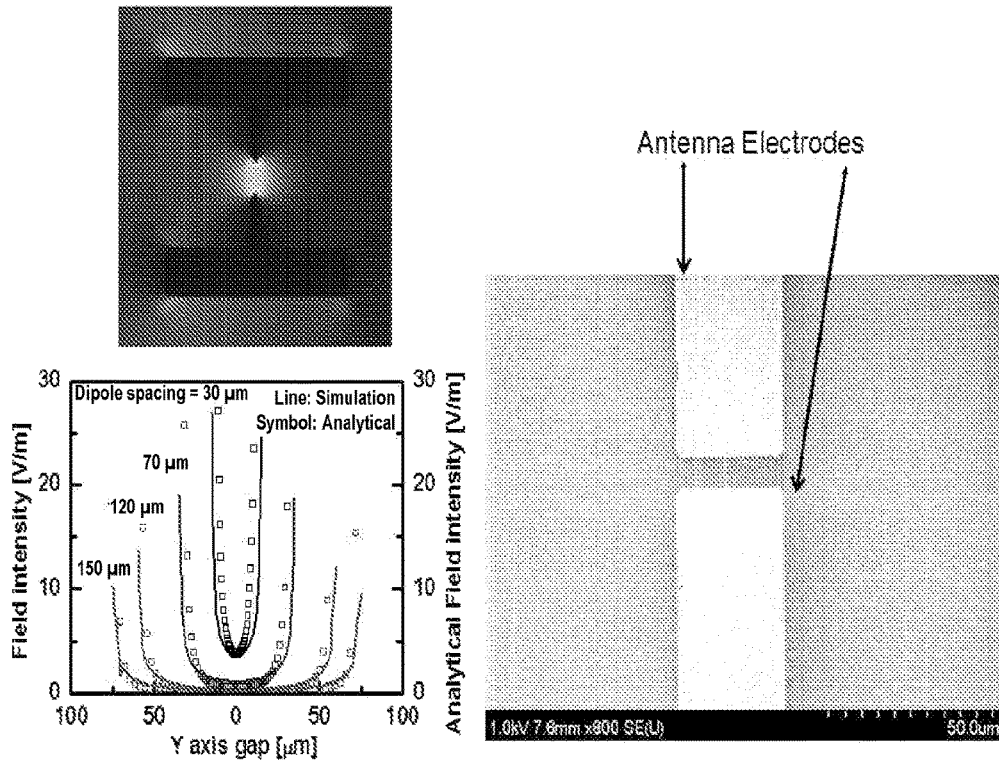 Antenna Electrodes
Field intensity [V/m]
30
20
10
0
Dipole spacing = 30 µm
Line: Simulation
Symbol: Analytical
70 µm
120 µm
150 µm
30
20
10
0
Analytical Field intensity [V/m]
100 50 0 50 100
Y axis gap [µm]
1.0kV 7.6mm x800 SE(U) 50.0um